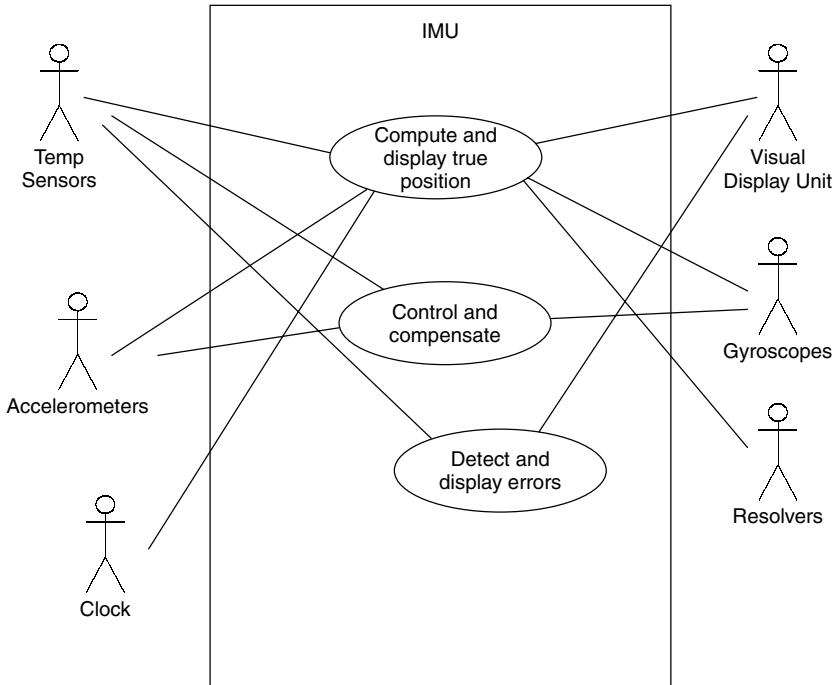 IMU
Temp
Sensors
Compute and
display true
position
Visual
Display Unit
Accelerometers
Control and
compensate
Gyroscopes
Detect and
display errors
Resolvers
Clock